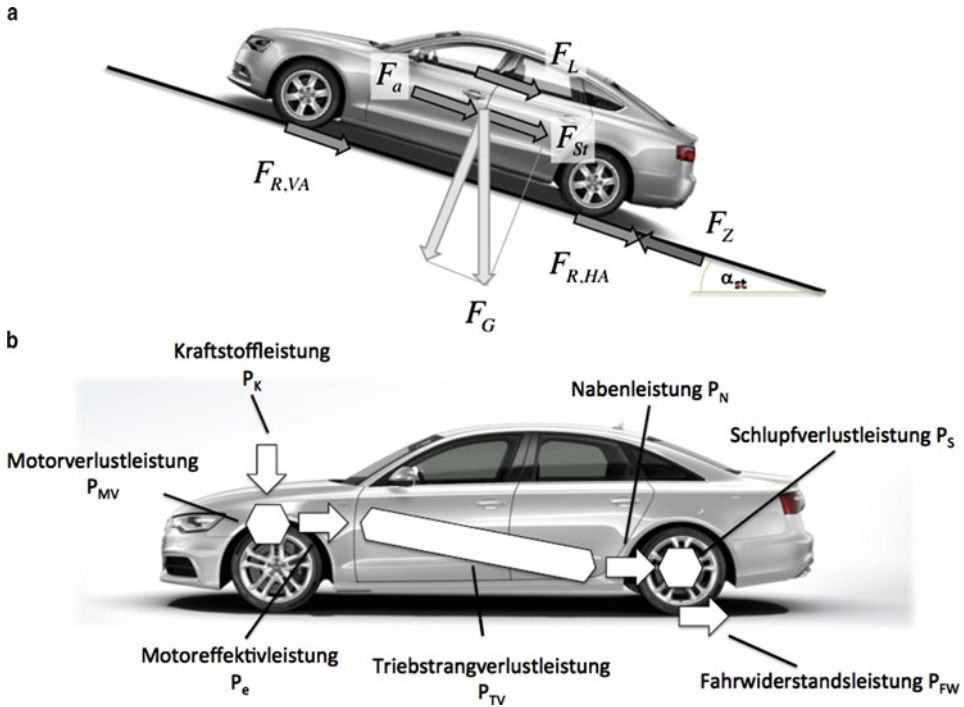 a
F_L
F_a
F_St
F_R,VA
F_Z
F_R,HA
α_st
F_G
b
Kraftstoffleistung
P_K
Nabenleistung P_N
Schlupfverlustleistung P_S
Motorverlustleistung
P_MV
Motoreffektivleistung
P_e
Triebstrangverlustleistung
P_TV
Fahrwiderstandsleistung P_FW